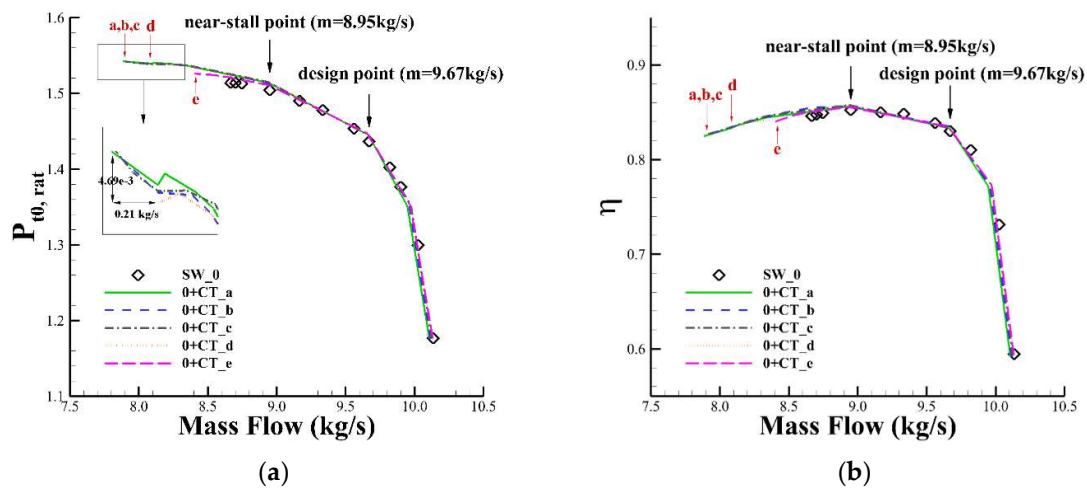 1.6
1.5
1.4
1.3
1.2
1.1
P t0, rat
a,b,c
d
e
near-stall point (m=8.95kg/s)
design point (m=9.67kg/s)
4.69e-3
0.21 kg/s
SW_0
0+CT_a
0+CT_b
0+CT_c
0+CT_d
0+CT_e
7.5 8.0 8.5 9.0 9.5 10.0 10.5
Mass Flow (kg/s)
(a)
0.9
0.8
0.7
0.6
η
near-stall point (m=8.95kg/s)
design point (m=9.67kg/s)
a,b,c
d
e
SW_0
0+CT_a
0+CT_b
0+CT_c
0+CT_d
0+CT_e
7.5 8.0 8.5 9.0 9.5 10.0 10.5
Mass Flow (kg/s)
(b)